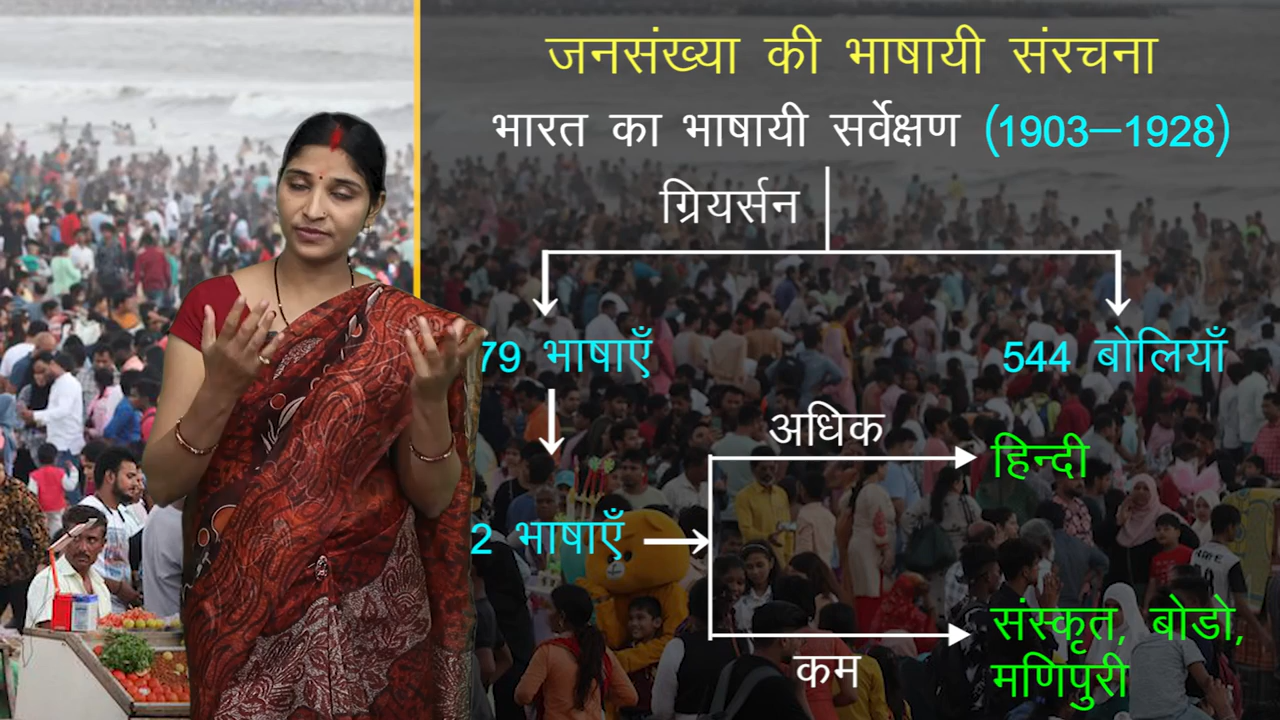 जनसंख्या की भाषायी संरचना
भारत का भाषायी सर्वेक्षण (1903–1928)
ग्रियर्सन
79 भाषाएँ
544 बोलियाँ
अधिक
हिन्दी
2 भाषाएँ
कम
संस्कृत, बोडो,
मणिपुरी